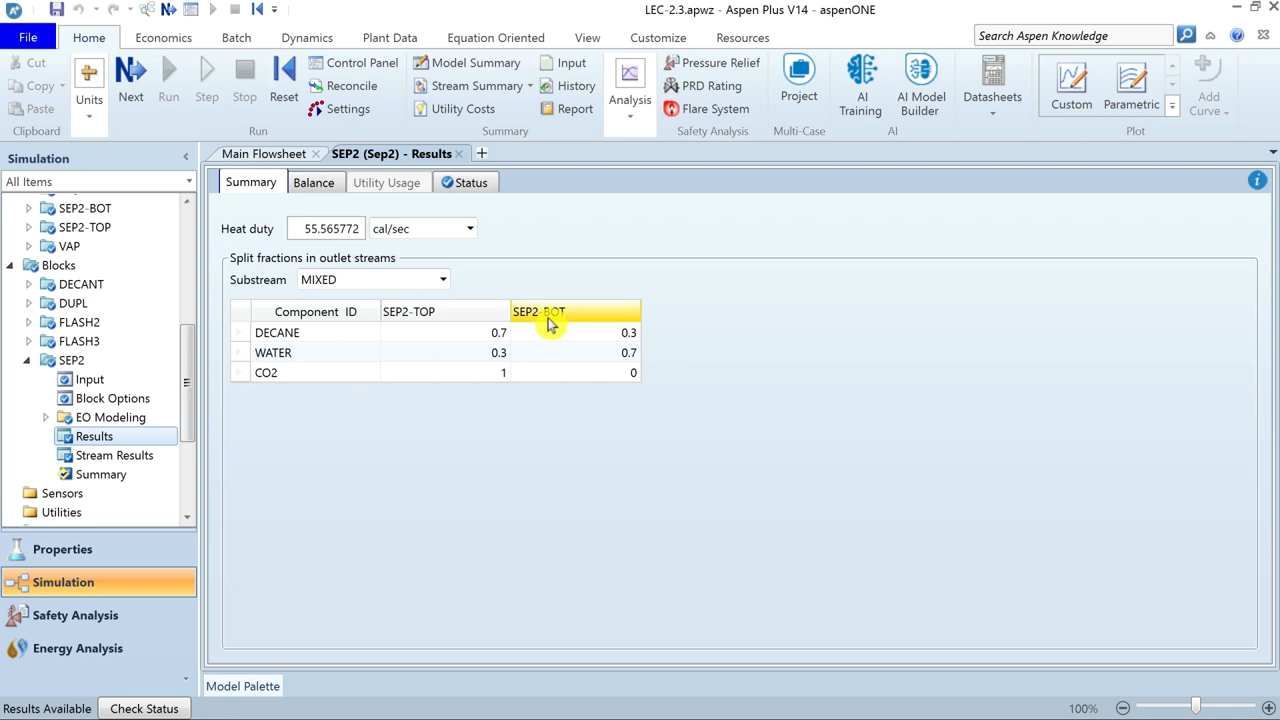 LEC-2.3.apwz - Aspen Plus V14 - aspenONE
File Home Economics Batch Dynamics Plant Data Equation Oriented View Customize Resources Search Aspen Knowledge
Cut Control Panel Model Summary Input Pressure Relief
Copy Reconcile Stream Summary History PRD Rating
Paste Settings Utility Costs Report Flare System
Units Next Run Step Stop Reset Analysis Project AI Training AI Model Builder Datasheets Custom Parametric Add Curve
Clipboard Run Summary Safety Analysis Multi-Case AI Plot
Simulation Main Flowsheet SEP2 (Sep2) - Results
All Items Summary Balance Utility Usage Status
SEP2-BOT
SEP2-TOP
VAP
Blocks
DECANT
DUPL
FLASH2
FLASH3
SEP2
Input
Block Options
EO Modeling
Results
Stream Results
Summary
Sensors
Utilities
Properties
Simulation
Safety Analysis
Energy Analysis
Heat duty 55.565772 cal/sec
Split fractions in outlet streams
Substream MIXED
Component ID SEP2-TOP SEP2-BOT
DECANE 0.7 0.3
WATER 0.3 0.7
CO2 1 0
Model Palette
Results Available Check Status 100%